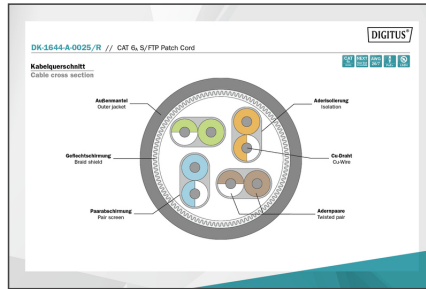 DIGITUS®
DK-1644-A-0025/R // CAT 6A S/FTP Patch Cord
Kabelquerschnitt
Cable cross section
Außenmantel
Outer jacket
Aderisolierung
Isolation
Geflechtschirmung
Braid shield
Cu-Draht
Cu-Wire
Paarabschirmung
Pair screen
Adernpaare
Twisted pair